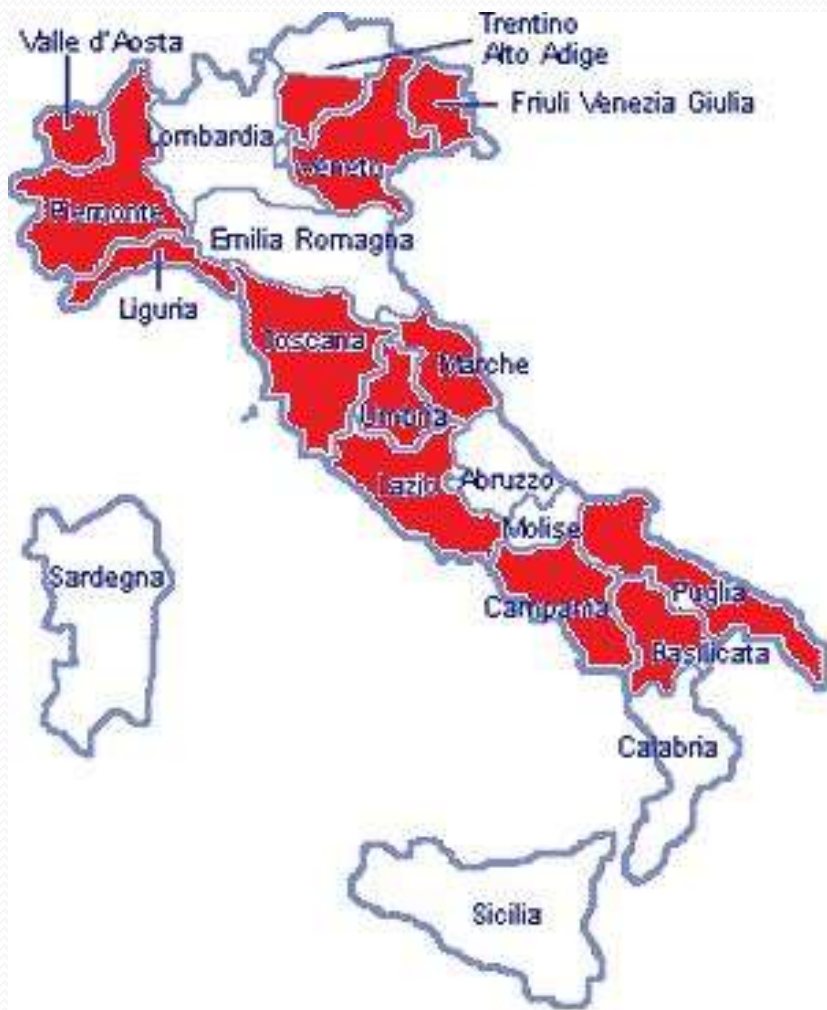 Valle d'Aosta
Trentino
Alto Adige
Friuli Venezia Giulia
Lombardia
Veneto
Piemonte
Emilia Romagna
Liguria
Toscana
Marche
Umbria
Lazio
Abruzzo
Molise
Sardegna
Campania
Puglia
Basilicata
Calabria
Sicilia